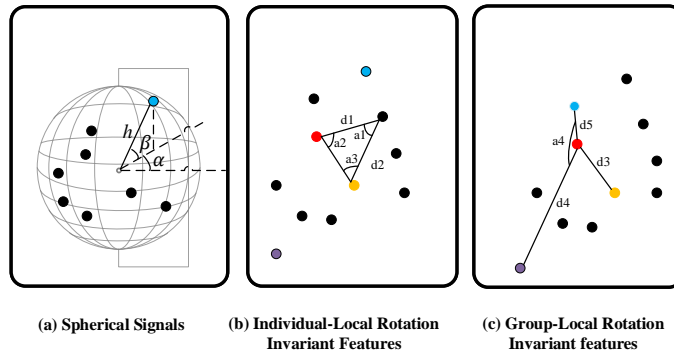 h
β
α
d1
a1
a2
a3
d2
d5
a4
d3
d4
(a) Spherical Signals
(b) Individual-Local Rotation
Invariant Features
(c) Group-Local Rotation
Invariant features